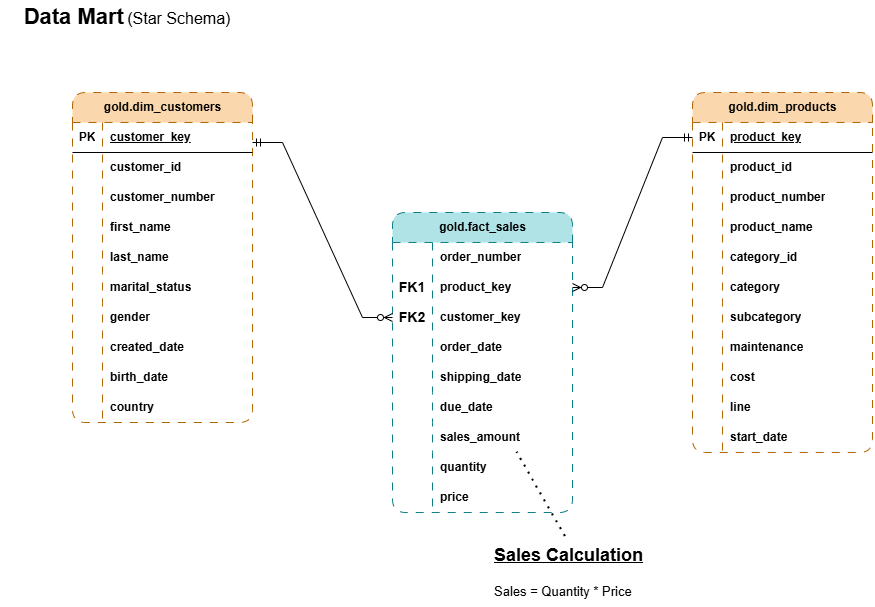 Data Mart (Star Schema)
gold.dim_customers
PK customer_key
customer_id
customer_number
first_name
last_name
marital_status
gender
created_date
birth_date
country
gold.fact_sales
order_number
FK1 product_key
FK2 customer_key
order_date
shipping_date
due_date
sales_amount
quantity
price
gold.dim_products
PK product_key
product_id
product_number
product_name
category_id
category
subcategory
maintenance
cost
line
start_date
Sales Calculation
Sales = Quantity * Price